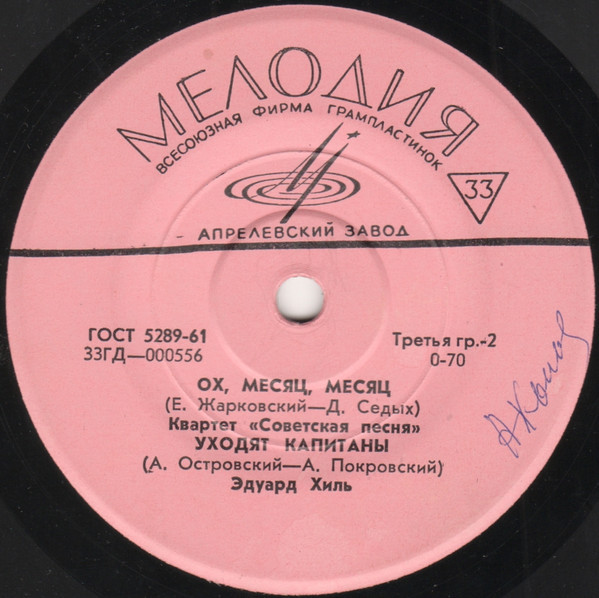 МЕЛОДИЯ
ВСЕСОЮЗНАЯ ФИРМА ГРАМПЛАСТИНОК
33
АПРЕЛЕВСКИЙ ЗАВОД
ГОСТ 5289-61
33ГД—000556
Третья гр.-2
0-70
ОХ, МЕСЯЦ, МЕСЯЦ
(Е. Жарковский—Д. Седых)
Квартет «Советская песня»
УХОДЯТ КАПИТАНЫ
(А. Островский—А. Покровский)
Эдуард Хиль